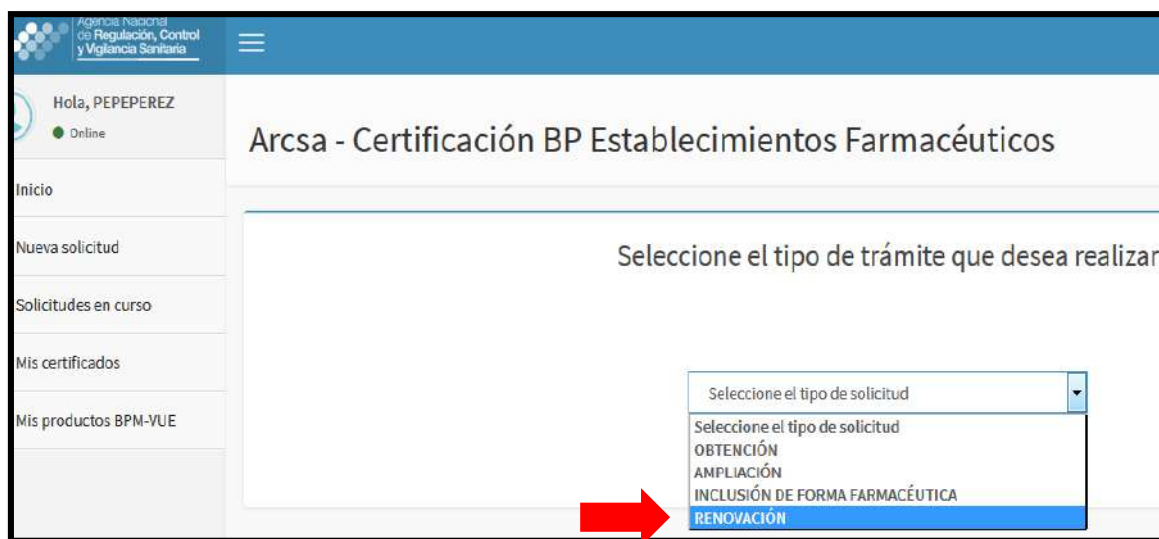 Agencia Nacional
de Regulación, Control
y Vigilancia Sanitaria
Hola, PEPEPEREZ
Online
Inicio
Nueva solicitud
Solicitudes en curso
Mis certificados
Mis productos BPM-VUE
Arcsa - Certificación BP Establecimientos Farmacéuticos
Seleccione el tipo de trámite que desea realizar
Seleccione el tipo de solicitud
Seleccione el tipo de solicitud
OBTENCIÓN
AMPLIACIÓN
INCLUSIÓN DE FORMA FARMACÉUTICA
RENOVACIÓN